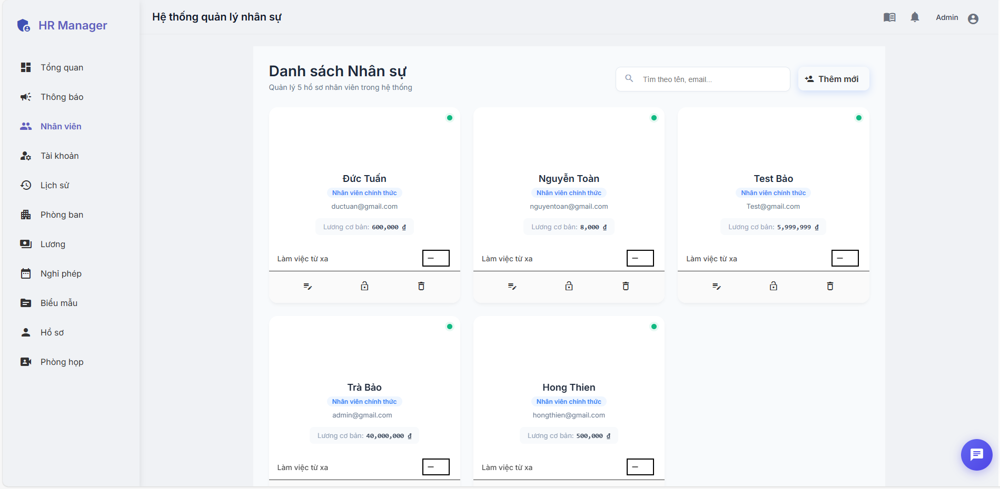 HR Manager
Hệ thống quản lý nhân sự
Admin
Tổng quan
Thông báo
Nhân viên
Tài khoản
Lịch sử
Phòng ban
Lương
Nghỉ phép
Biểu mẫu
Hồ sơ
Phòng họp
Danh sách Nhân sự
Quản lý 5 hồ sơ nhân viên trong hệ thống
Tìm theo tên, email...
Thêm mới
Đức Tuấn
Nhân viên chính thức
ductuan@gmail.com
Lương cơ bản: 600,000 ₫
Làm việc từ xa
Nguyễn Toàn
Nhân viên chính thức
nguyentoan@gmail.com
Lương cơ bản: 8,000 ₫
Làm việc từ xa
Test Bảo
Nhân viên chính thức
Test@gmail.com
Lương cơ bản: 5,999,999 ₫
Làm việc từ xa
Trà Bảo
Nhân viên chính thức
admin@gmail.com
Lương cơ bản: 40,000,000 ₫
Làm việc từ xa
Hong Thien
Nhân viên chính thức
hongthien@gmail.com
Lương cơ bản: 500,000 ₫
Làm việc từ xa